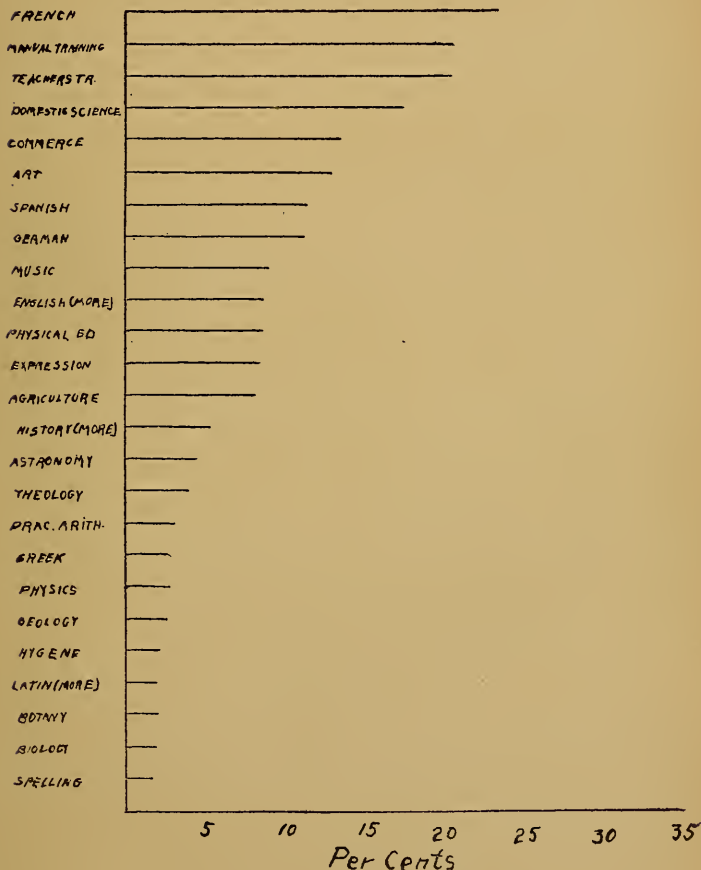 FRENCH
MANUAL TRAINING
TEACHERS TR.
DOMESTIC SCIENCE
COMMERCE
ART
SPANISH
GERMAN
MUSIC
ENGLISH (MORE)
PHYSICAL ED
EXPRESSION
AGRICULTURE
HISTORY (MORE)
ASTRONOMY
THEOLOGY
PRAC. ARITH.
GREEK
PHYSICS
GEOLOGY
HYGENE
LATIN (MORE)
BOTANY
BIOLOGY
SPELLING
5 10 15 20 25 30 35
Per Cents